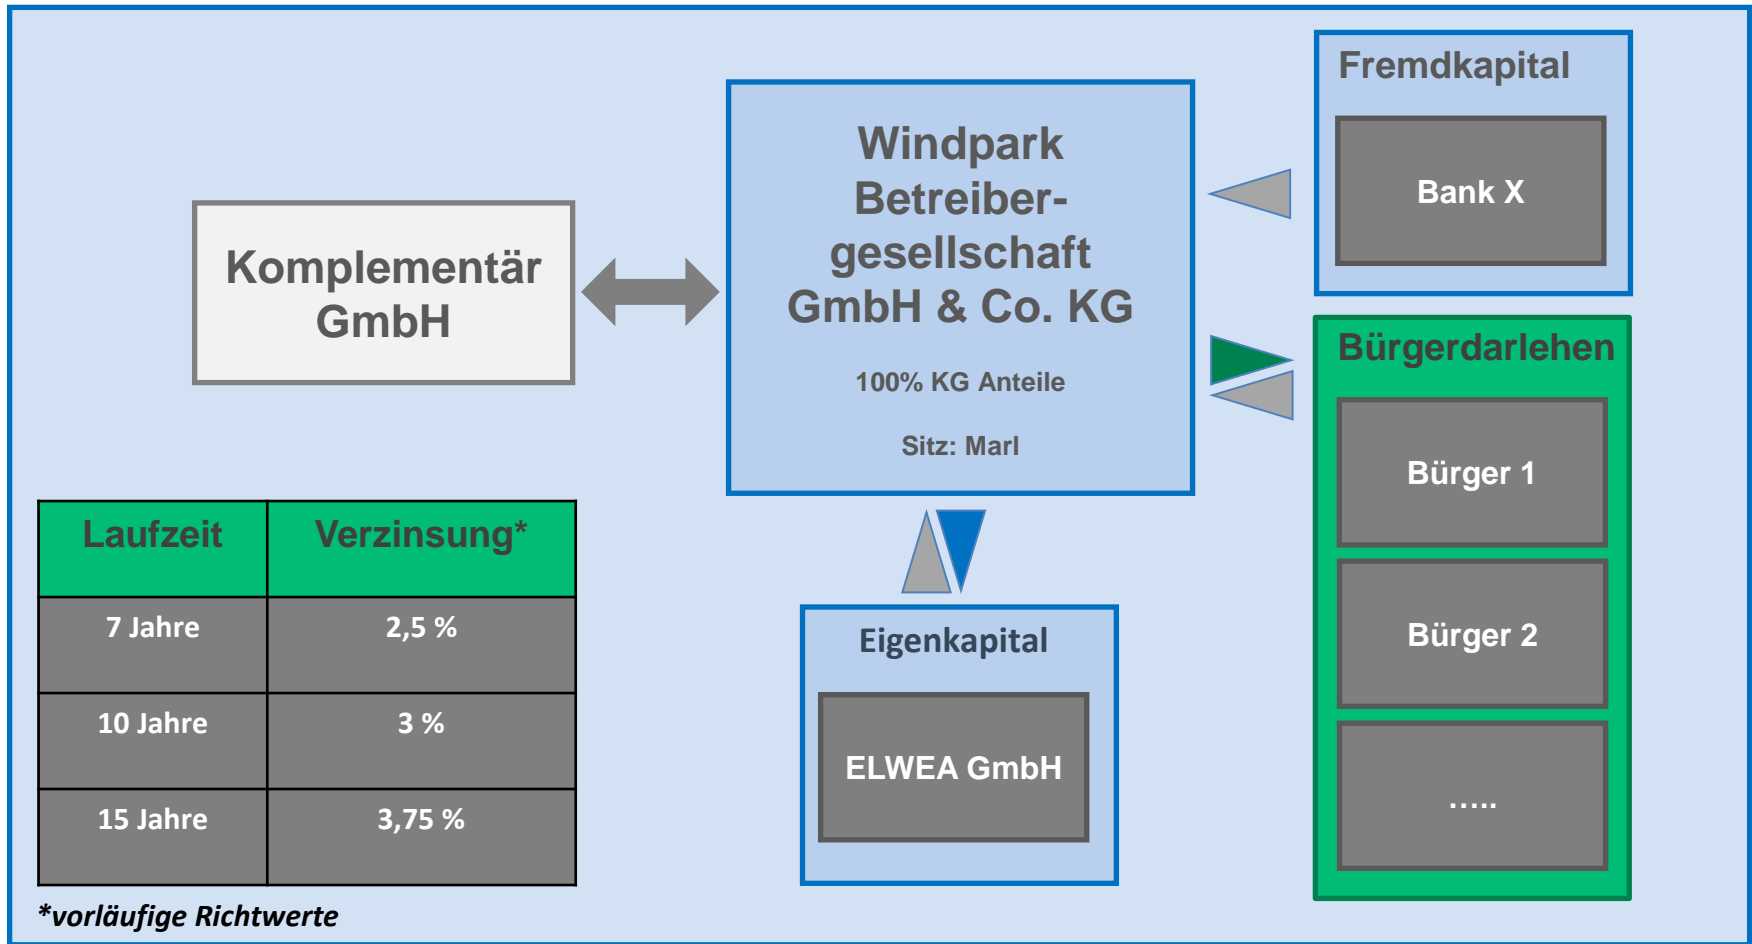 Komplementär
GmbH
Windpark
Betreiber-
gesellschaft
GmbH & Co. KG
100% KG Anteile
Sitz: Marl
Fremdkapital
Bank X
Bürgerdarlehen
Bürger 1
Bürger 2
…..
Eigenkapital
ELWEA GmbH
Laufzeit Verzinsung*
7 Jahre 2,5 %
10 Jahre 3 %
15 Jahre 3,75 %
*vorläufige Richtwerte